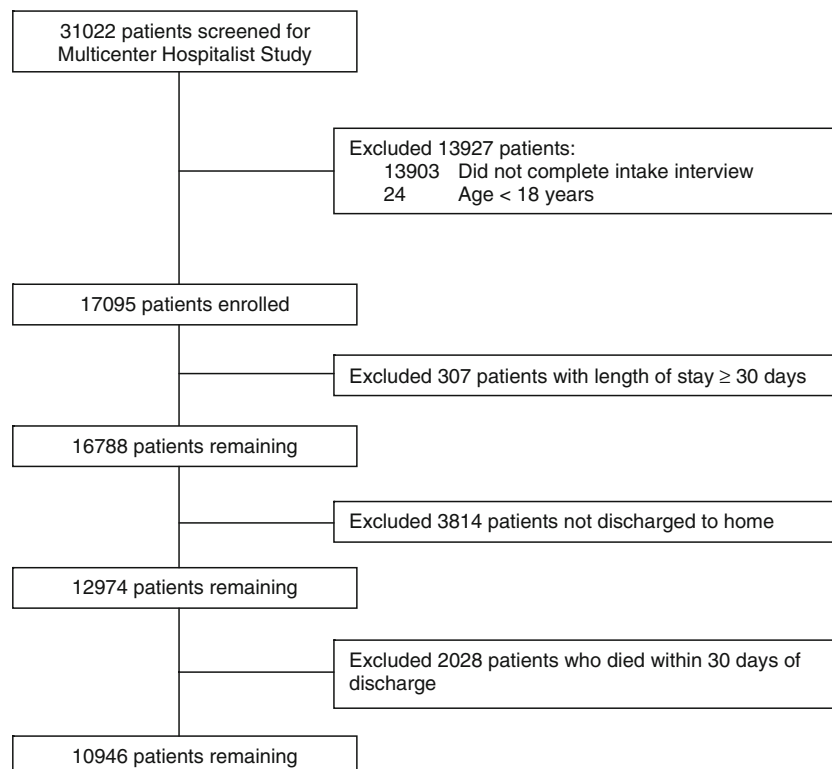 31022 patients screened for
Multicenter Hospitalist Study
Excluded 13927 patients:
13903 Did not complete intake interview
24 Age < 18 years
17095 patients enrolled
Excluded 307 patients with length of stay ≥ 30 days
16788 patients remaining
Excluded 3814 patients not discharged to home
12974 patients remaining
Excluded 2028 patients who died within 30 days of
discharge
10946 patients remaining